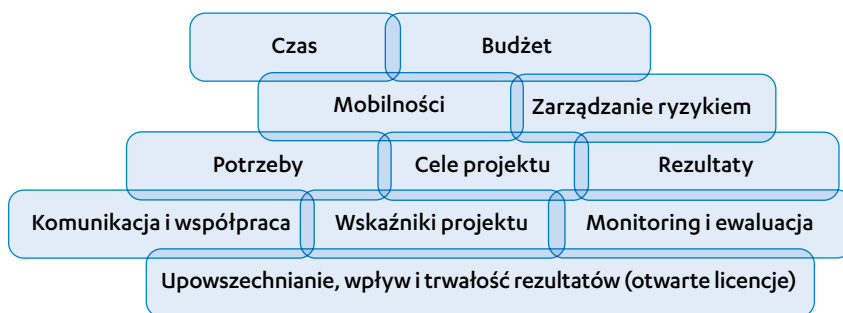 Czas Budżet
Mobilności Zarządzanie ryzykiem
Potrzeby Cele projektu Rezultaty
Komunikacja i współpraca Wskaźniki projektu Monitoring i ewaluacja
Upowszechnianie, wpływ i trwałość rezultatów (otwarte licencje)